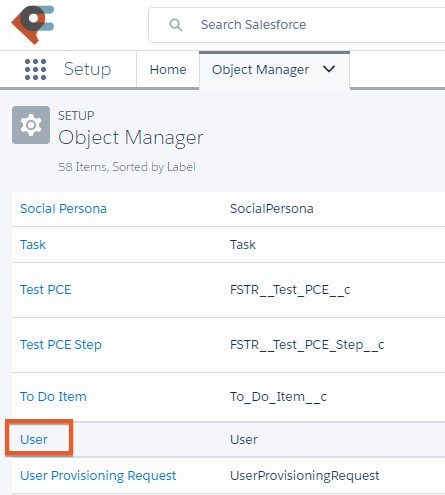 Search Salesforce
Setup Home Object Manager
SETUP
Object Manager
58 Items, Sorted by Label
Social Persona SocialPersona
Task Task
Test PCE FSTR__Test_PCE__c
Test PCE Step FSTR__Test_PCE_Step__c
To Do Item To_Do_Item__c
User User
User Provisioning Request UserProvisioningRequest